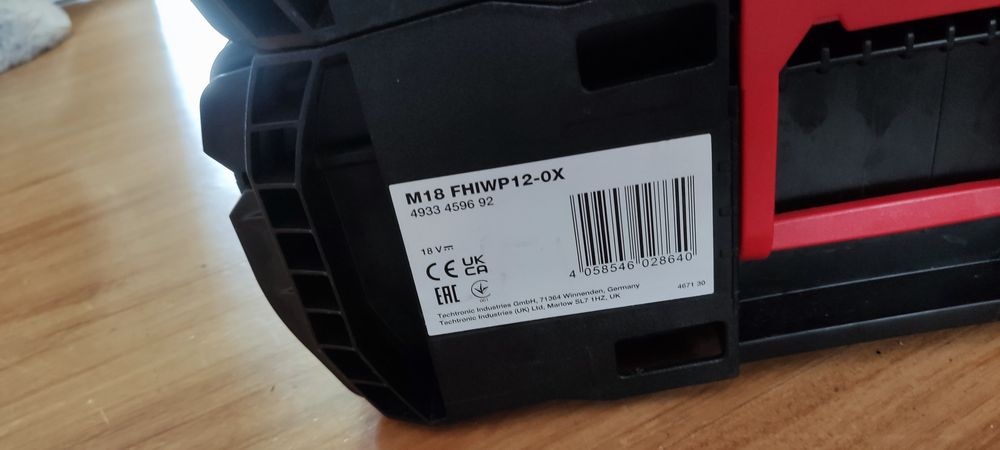 M18 FHIWP12-0X
4933 4596 92
18 V
CE UK CA
EAC
001
4 058546 028640
Techtronic Industries GmbH, 71364 Winnenden, Germany
Techtronic Industries (UK) Ltd, Marlow SL7 1HZ, UK
4671 30